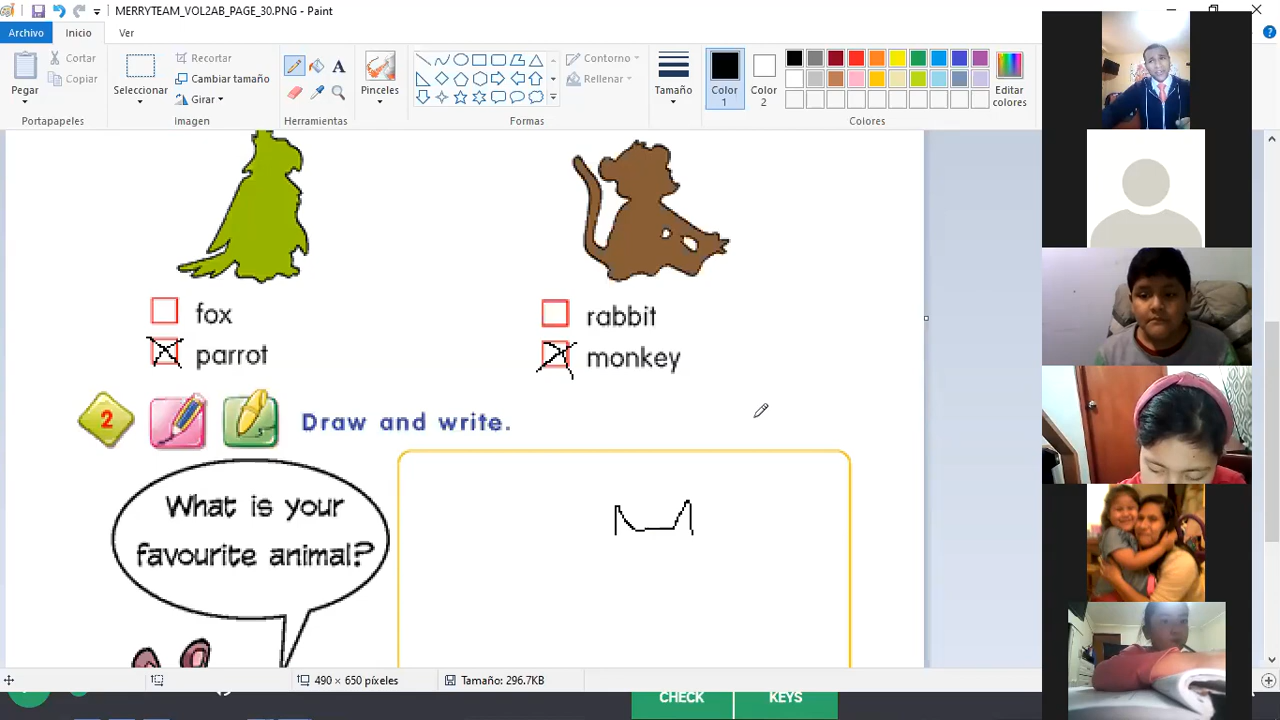 MERRYTEAM_VOL2AB_PAGE_30.PNG - Paint
Archivo Inicio Ver
Pegar
Cortar
Copiar
Portapapeles
Seleccionar
Recortar
Cambiar tamaño
Girar
Imagen
A
Herramientas
Pinceles
Contorno
Rellenar
Formas
Tamaño
Color 1
Color 2
Editar colores
Colores
fox
parrot
rabbit
monkey
2 Draw and write.
What is your
favourite animal?
490 × 650 píxeles
Tamaño: 296.7KB
CHECK KEYS